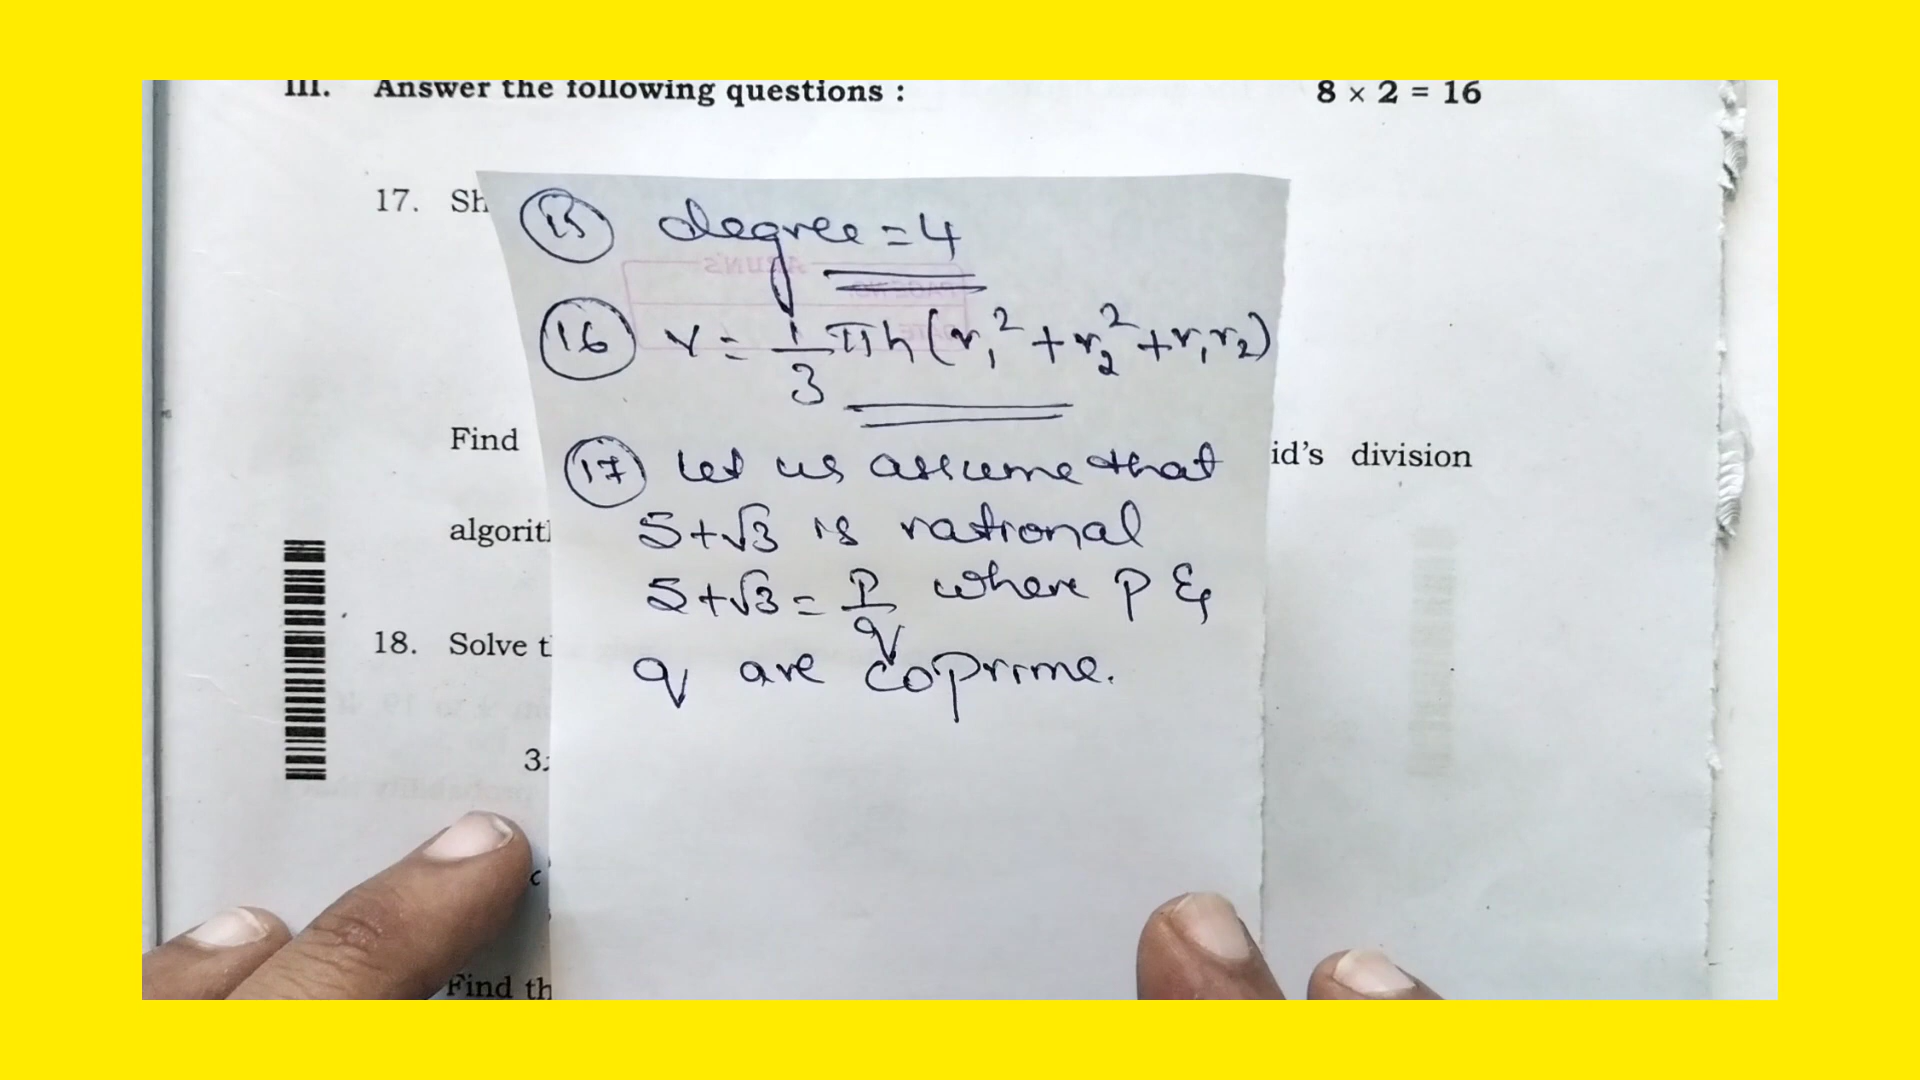 III. Answer the following questions : 8 × 2 = 16
17. Sh
15 degree = 4
16 V = 1/3 πh(r₁² + r₂² + r₁r₂)
Find id's division
17 Let us assume that
algorit
5+√3 is rational
5+√3 = p/q where p &
18. Solve t
q are coprime.
3
Find th